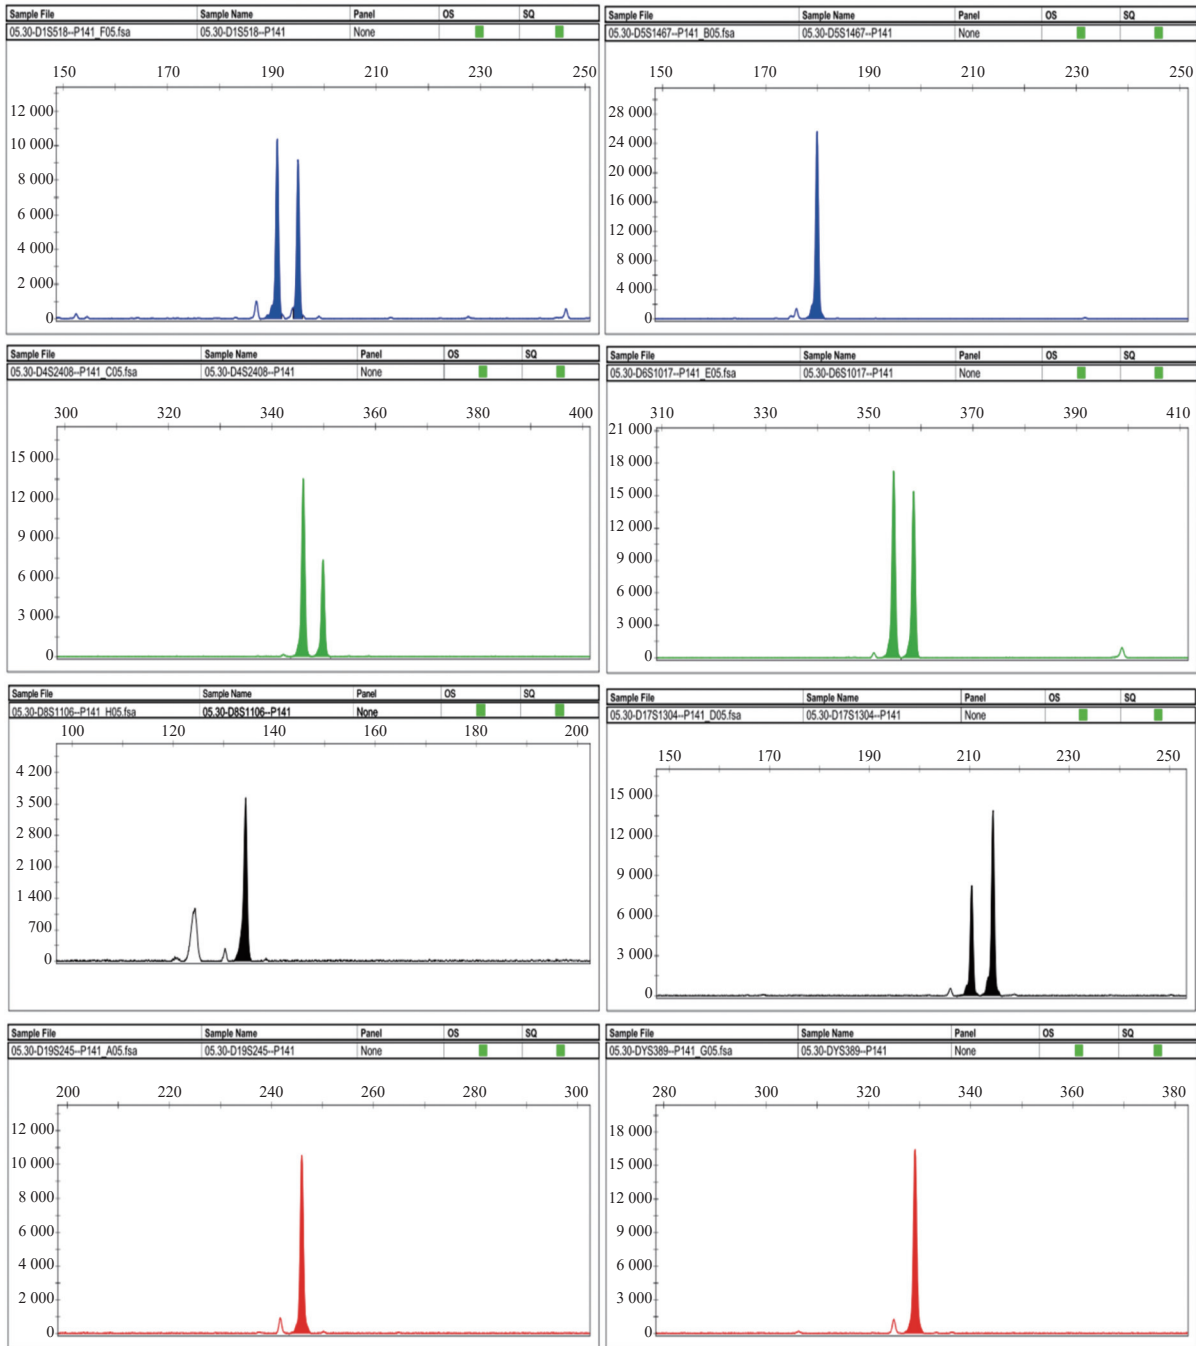 Sample File Sample Name Panel OS SQ
05.30-D1S518--P141_F05.fsa 05.30-D1S518--P141 None
150 170 190 210 230 250
12 000
10 000
8 000
6 000
4 000
2 000
0
Sample File Sample Name Panel OS SQ
05.30-D5S1467--P141_B05.fsa 05.30-D5S1467--P141 None
150 170 190 210 230 250
28 000
24 000
20 000
16 000
12 000
8 000
4 000
0
Sample File Sample Name Panel OS SQ
05.30-D4S2408--P141_C05.fsa 05.30-D4S2408--P141 None
300 320 340 360 380 400
15 000
12 000
9 000
6 000
3 000
0
Sample File Sample Name Panel OS SQ
05.30-D6S1017--P141_E05.fsa 05.30-D6S1017--P141 None
310 330 350 370 390 410
21 000
18 000
15 000
12 000
9 000
6 000
3 000
0
Sample File Sample Name Panel OS SQ
05.30-D8S1106--P141_H05.fsa 05.30-D8S1106--P141 None
100 120 140 160 180 200
4 200
3 500
2 800
2 100
1 400
700
0
Sample File Sample Name Panel OS SQ
05.30-D17S1304--P141_D05.fsa 05.30-D17S1304--P141 None
150 170 190 210 230 250
15 000
12 000
9 000
6 000
3 000
0
Sample File Sample Name Panel OS SQ
05.30-D19S245--P141_A05.fsa 05.30-D19S245--P141 None
200 220 240 260 280 300
12 000
10 000
8 000
6 000
4 000
2 000
0
Sample File Sample Name Panel OS SQ
05.30-DYS389--P141_G05.fsa 05.30-DYS389--P141 None
280 300 320 340 360 380
18 000
15 000
12 000
9 000
6 000
3 000
0